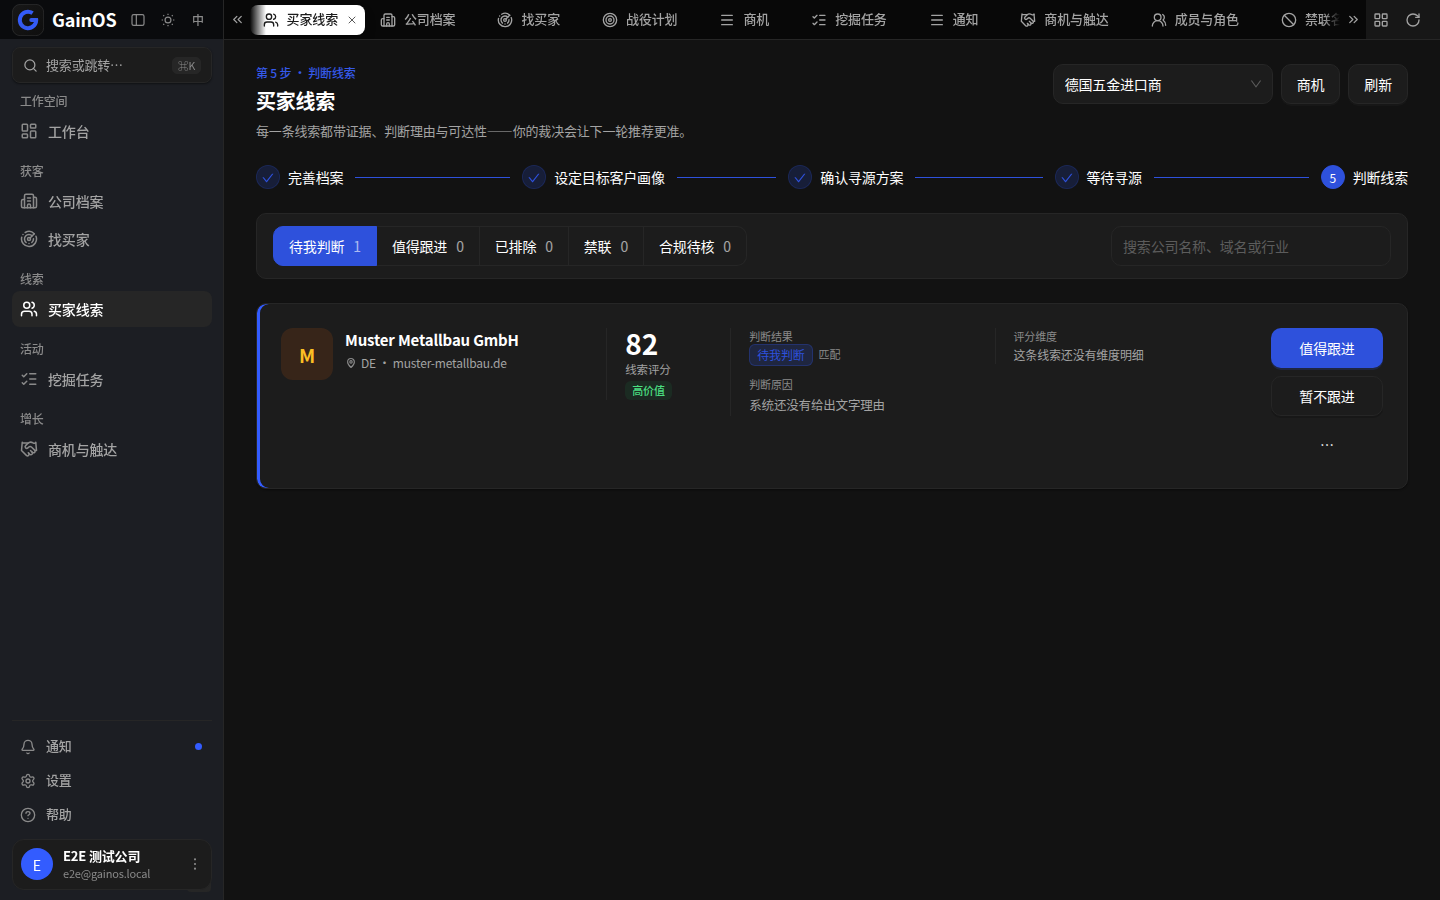 GainOS
中
买家线索
公司档案
找买家
战役计划
商机
挖掘任务
通知
商机与触达
成员与角色
禁联
搜索或跳转…
⌘K
工作空间
工作台
获客
公司档案
找买家
线索
买家线索
活动
挖掘任务
增长
商机与触达
通知
设置
帮助
E
E2E 测试公司
e2e@gainos.local
第 5 步 · 判断线索
买家线索
每一条线索都带证据、判断理由与可达性——你的裁决会让下一轮推荐更准。
德国五金进口商
商机
刷新
完善档案
设定目标客户画像
确认寻源方案
等待寻源
5 判断线索
待我判断 1
值得跟进 0
已排除 0
禁联 0
合规待核 0
搜索公司名称、域名或行业
M
Muster Metallbau GmbH
DE · muster-metallbau.de
82
线索评分
高价值
判断结果
待我判断 匹配
判断原因
系统还没有给出文字理由
评分维度
这条线索还没有维度明细
值得跟进
暂不跟进
···